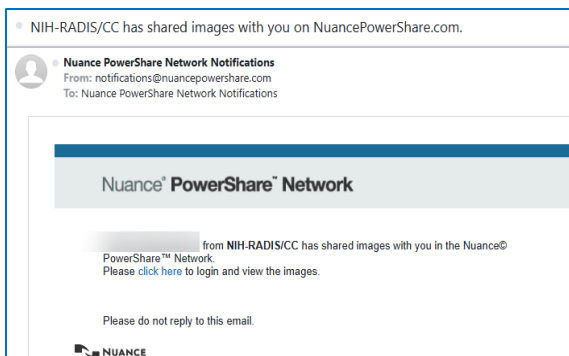 NIH-RADIS/CC has shared images with you on NuancePowerShare.com.
Nuance PowerShare Network Notifications
From: notifications@nuancepowershare.com
To: Nuance PowerShare Network Notifications
Nuance® PowerShare™ Network
from NIH-RADIS/CC has shared images with you in the Nuance©
PowerShare™ Network.
Please click here to login and view the images.
Please do not reply to this email.
NUANCE